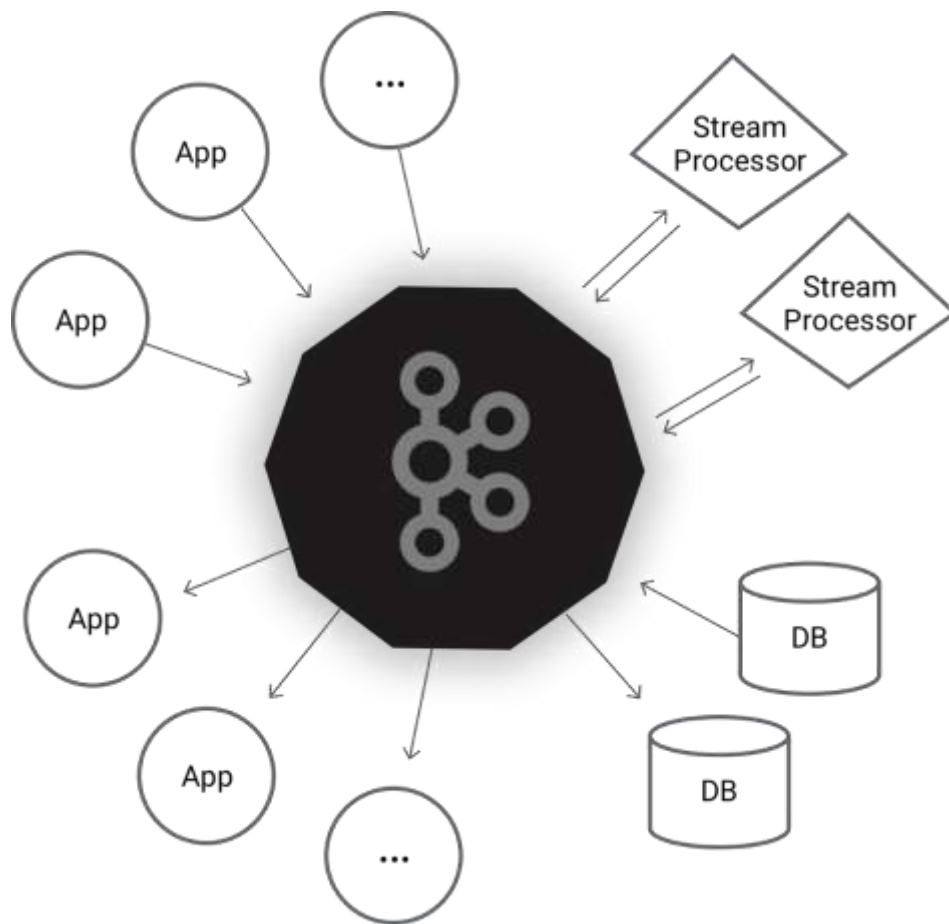 ...
App
Stream
Processor
App
Stream
Processor
App
DB
App
DB
...